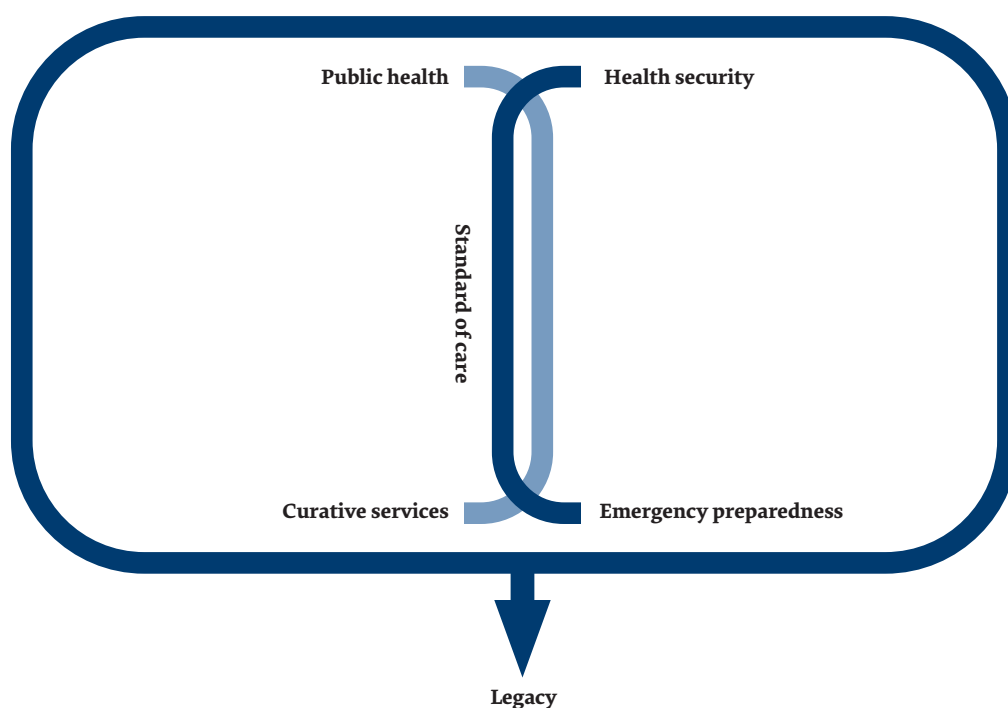 Public health
Health security
Standard of care
Curative services
Emergency preparedness
Legacy